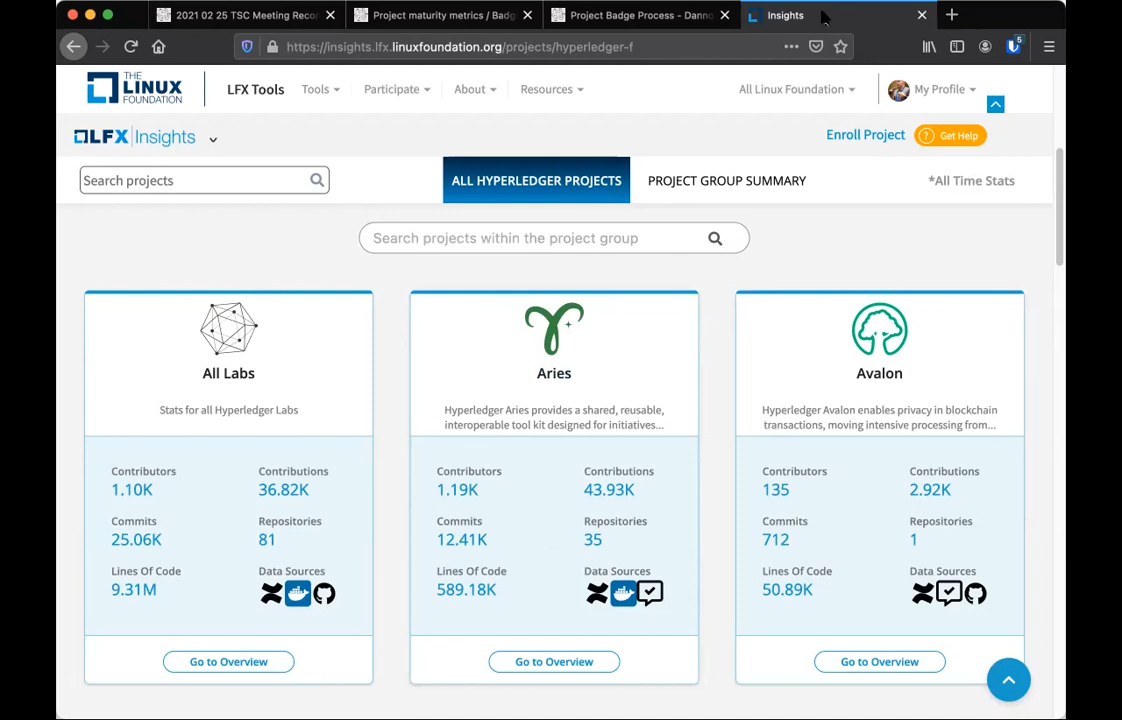 2021 02 25 TSC Meeting Recor
Project maturity metrics / Badg
Project Badge Process - Danno
Insights
https://insights.lfx.linuxfoundation.org/projects/hyperledger-f
5
THE LINUX FOUNDATION
LFX Tools
Tools
Participate
About
Resources
All Linux Foundation
My Profile
LFX Insights
Enroll Project
? Get Help
Search projects
ALL HYPERLEDGER PROJECTS
PROJECT GROUP SUMMARY
*All Time Stats
Search projects within the project group
All Labs
Stats for all Hyperledger Labs
Contributors
Contributions
1.10K
36.82K
Commits
Repositories
25.06K
81
Lines Of Code
Data Sources
9.31M
Go to Overview
Aries
Hyperledger Aries provides a shared, reusable,
interoperable tool kit designed for initiatives...
Contributors
Contributions
1.19K
43.93K
Commits
Repositories
12.41K
35
Lines Of Code
Data Sources
589.18K
Go to Overview
Avalon
Hyperledger Avalon enables privacy in blockchain
transactions, moving intensive processing from...
Contributors
Contributions
135
2.92K
Commits
Repositories
712
1
Lines Of Code
Data Sources
50.89K
Go to Overview